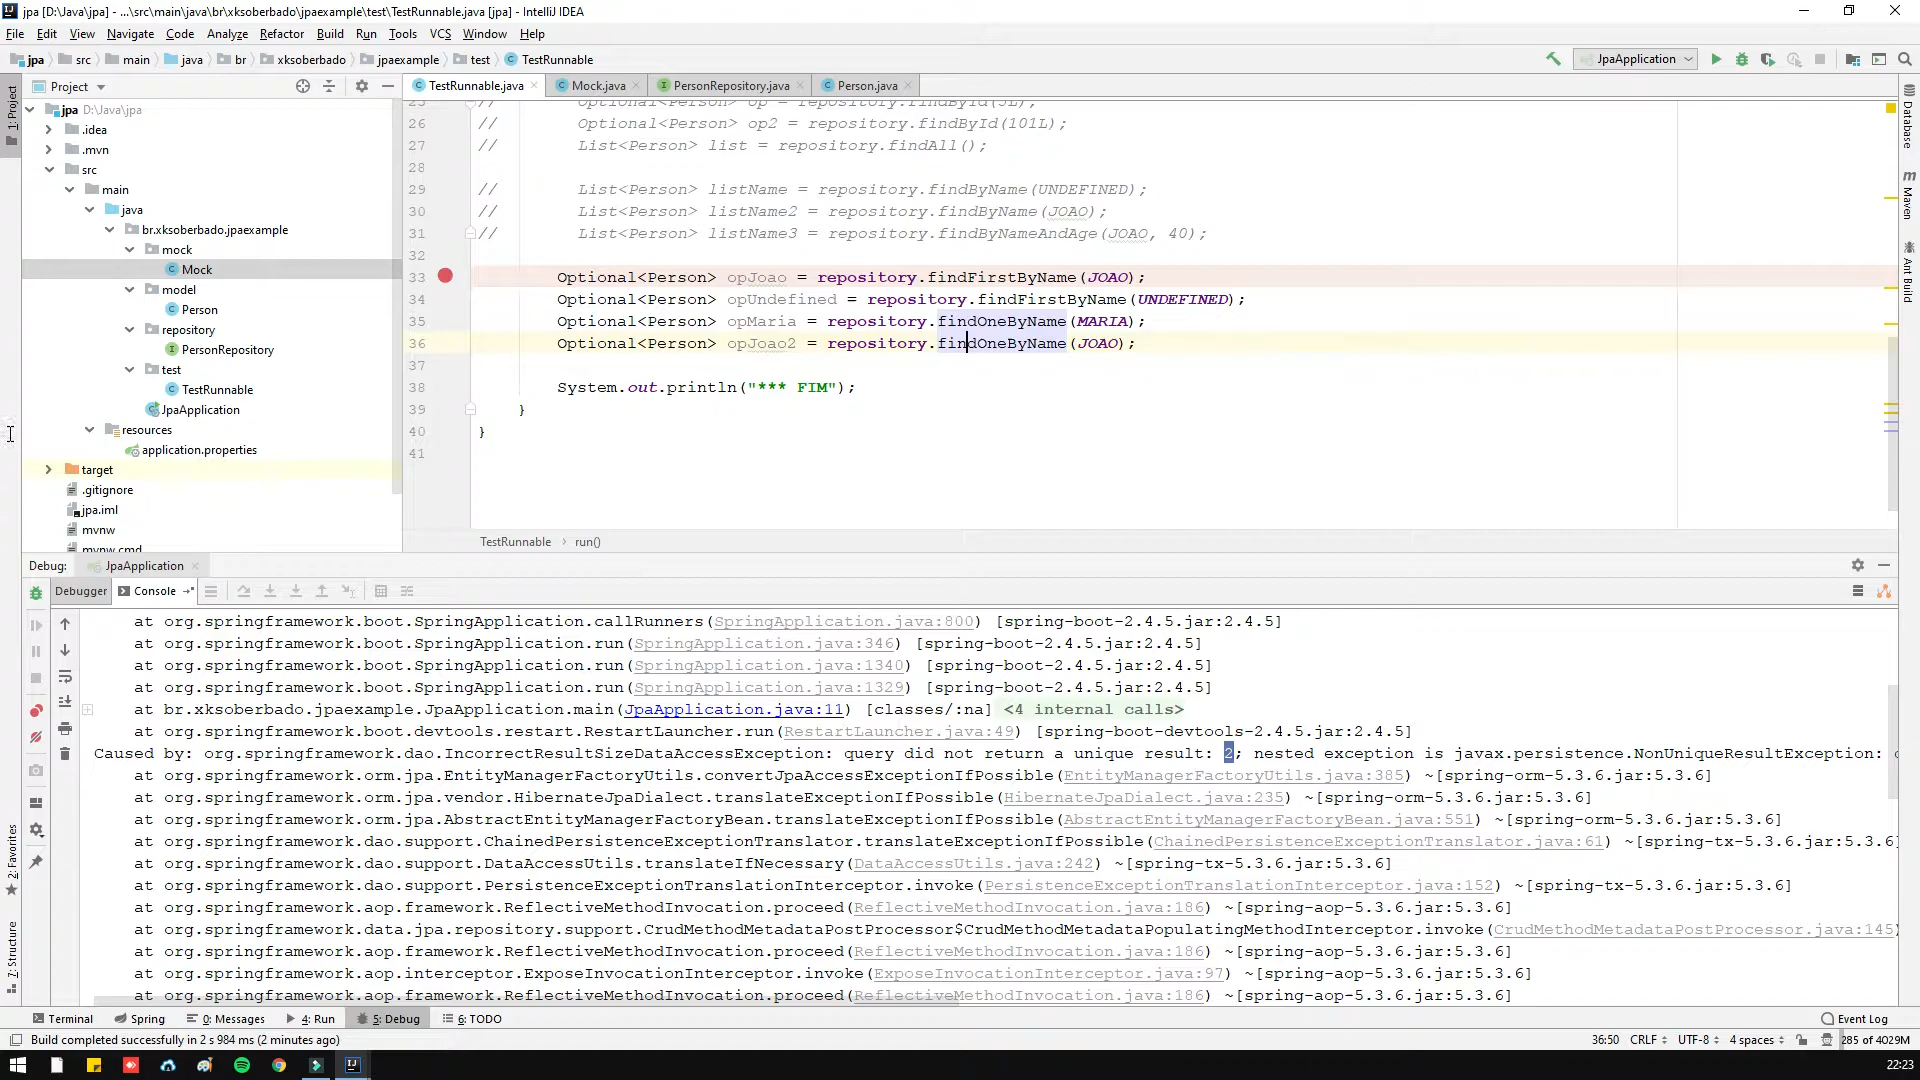 jpa [D:\Java\jpa] - ...\src\main\java\br\xksoberbado\jpaexample\test\TestRunnable.java [jpa] - IntelliJ IDEA
File Edit View Navigate Code Analyze Refactor Build Run Tools VCS Window Help
jpa src main java br xksoberbado jpaexample test TestRunnable JpaApplication
Project
TestRunnable.java Mock.java PersonRepository.java Person.java
1: Project
jpa D:\Java\jpa
.idea
.mvn
src
main
java
br.xksoberbado.jpaexample
mock
Mock
model
Person
repository
PersonRepository
test
TestRunnable
JpaApplication
resources
application.properties
target
.gitignore
jpa.iml
mvnw
mvnw.cmd
25 // Optional<Person> op = repository.findById(5L);
26 // Optional<Person> op2 = repository.findById(101L);
27 // List<Person> list = repository.findAll();
28
29 // List<Person> listName = repository.findByName(UNDEFINED);
30 // List<Person> listName2 = repository.findByName(JOAO);
31 // List<Person> listName3 = repository.findByNameAndAge(JOAO, 40);
32
33 Optional<Person> opJoao = repository.findFirstByName(JOAO);
34 Optional<Person> opUndefined = repository.findFirstByName(UNDEFINED);
35 Optional<Person> opMaria = repository.findOneByName(MARIA);
36 Optional<Person> opJoao2 = repository.findOneByName(JOAO);
37
38 System.out.println("*** FIM");
39 }
40 }
41
TestRunnable › run()
Database
Maven
Ant Build
Debug: JpaApplication
Debugger Console
at org.springframework.boot.SpringApplication.callRunners(SpringApplication.java:800) [spring-boot-2.4.5.jar:2.4.5]
at org.springframework.boot.SpringApplication.run(SpringApplication.java:346) [spring-boot-2.4.5.jar:2.4.5]
at org.springframework.boot.SpringApplication.run(SpringApplication.java:1340) [spring-boot-2.4.5.jar:2.4.5]
at org.springframework.boot.SpringApplication.run(SpringApplication.java:1329) [spring-boot-2.4.5.jar:2.4.5]
at br.xksoberbado.jpaexample.JpaApplication.main(JpaApplication.java:11) [classes/:na] <4 internal calls>
at org.springframework.boot.devtools.restart.RestartLauncher.run(RestartLauncher.java:49) [spring-boot-devtools-2.4.5.jar:2.4.5]
Caused by: org.springframework.dao.IncorrectResultSizeDataAccessException: query did not return a unique result: 2; nested exception is javax.persistence.NonUniqueResultException:
at org.springframework.orm.jpa.EntityManagerFactoryUtils.convertJpaAccessExceptionIfPossible(EntityManagerFactoryUtils.java:385) ~[spring-orm-5.3.6.jar:5.3.6]
at org.springframework.orm.jpa.vendor.HibernateJpaDialect.translateExceptionIfPossible(HibernateJpaDialect.java:235) ~[spring-orm-5.3.6.jar:5.3.6]
at org.springframework.orm.jpa.AbstractEntityManagerFactoryBean.translateExceptionIfPossible(AbstractEntityManagerFactoryBean.java:551) ~[spring-orm-5.3.6.jar:5.3.6]
at org.springframework.dao.support.ChainedPersistenceExceptionTranslator.translateExceptionIfPossible(ChainedPersistenceExceptionTranslator.java:61) ~[spring-tx-5.3.6.jar:5.3.6]
at org.springframework.dao.support.DataAccessUtils.translateIfNecessary(DataAccessUtils.java:242) ~[spring-tx-5.3.6.jar:5.3.6]
at org.springframework.dao.support.PersistenceExceptionTranslationInterceptor.invoke(PersistenceExceptionTranslationInterceptor.java:152) ~[spring-tx-5.3.6.jar:5.3.6]
at org.springframework.aop.framework.ReflectiveMethodInvocation.proceed(ReflectiveMethodInvocation.java:186) ~[spring-aop-5.3.6.jar:5.3.6]
at org.springframework.data.jpa.repository.support.CrudMethodMetadataPostProcessor$CrudMethodMetadataPopulatingMethodInterceptor.invoke(CrudMethodMetadataPostProcessor.java:145)
at org.springframework.aop.framework.ReflectiveMethodInvocation.proceed(ReflectiveMethodInvocation.java:186) ~[spring-aop-5.3.6.jar:5.3.6]
at org.springframework.aop.interceptor.ExposeInvocationInterceptor.invoke(ExposeInvocationInterceptor.java:97) ~[spring-aop-5.3.6.jar:5.3.6]
at org.springframework.aop.framework.ReflectiveMethodInvocation.proceed(ReflectiveMethodInvocation.java:186) ~[spring-aop-5.3.6.jar:5.3.6]
2: Favorites
7: Structure
Terminal Spring 0: Messages 4: Run 5: Debug 6: TODO Event Log
Build completed successfully in 2 s 984 ms (2 minutes ago) 36:50 CRLF UTF-8 4 spaces 285 of 4029M
22:23